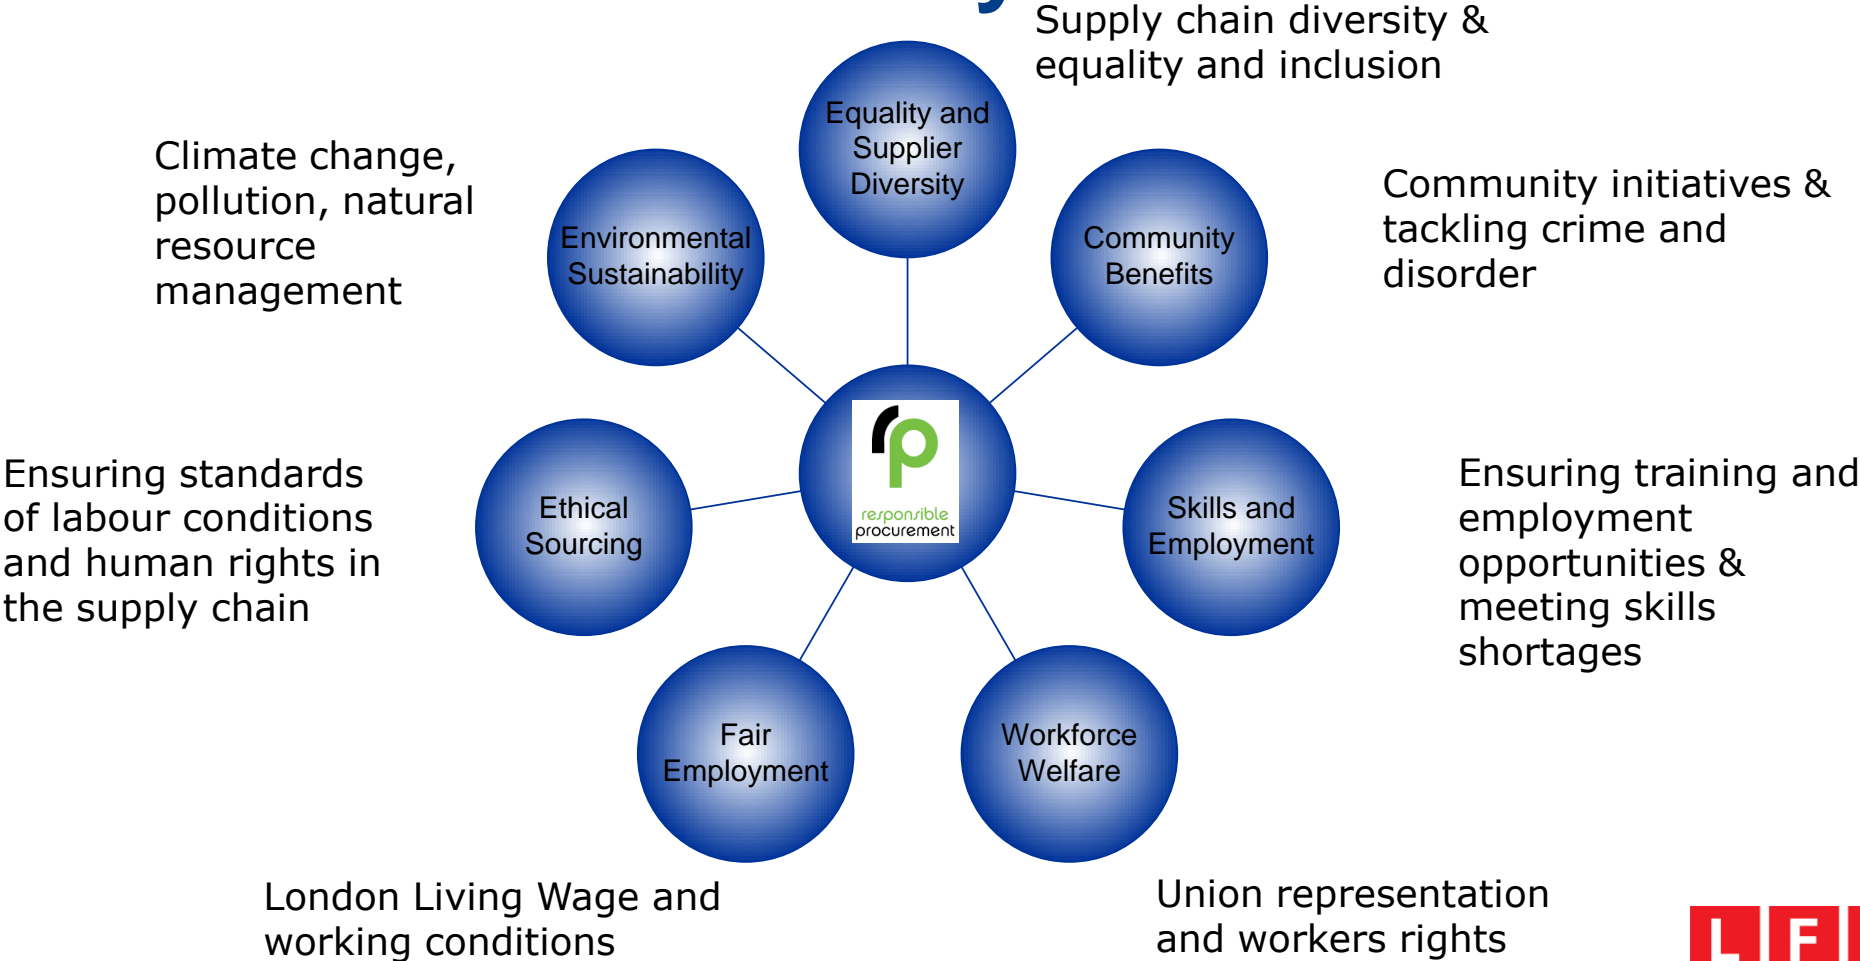 Supply chain diversity &
equality and inclusion
Equality and
Supplier
Diversity
Climate change,
pollution, natural
resource
management
Environmental
Sustainability
Community
Benefits
Community initiatives &
tackling crime and
disorder
Ensuring standards
of labour conditions
and human rights in
the supply chain
Ethical
Sourcing
rp
responsible
procurement
Skills and
Employment
Ensuring training and
employment
opportunities &
meeting skills
shortages
Fair
Employment
Workforce
Welfare
London Living Wage and
working conditions
Union representation
and workers rights
LF